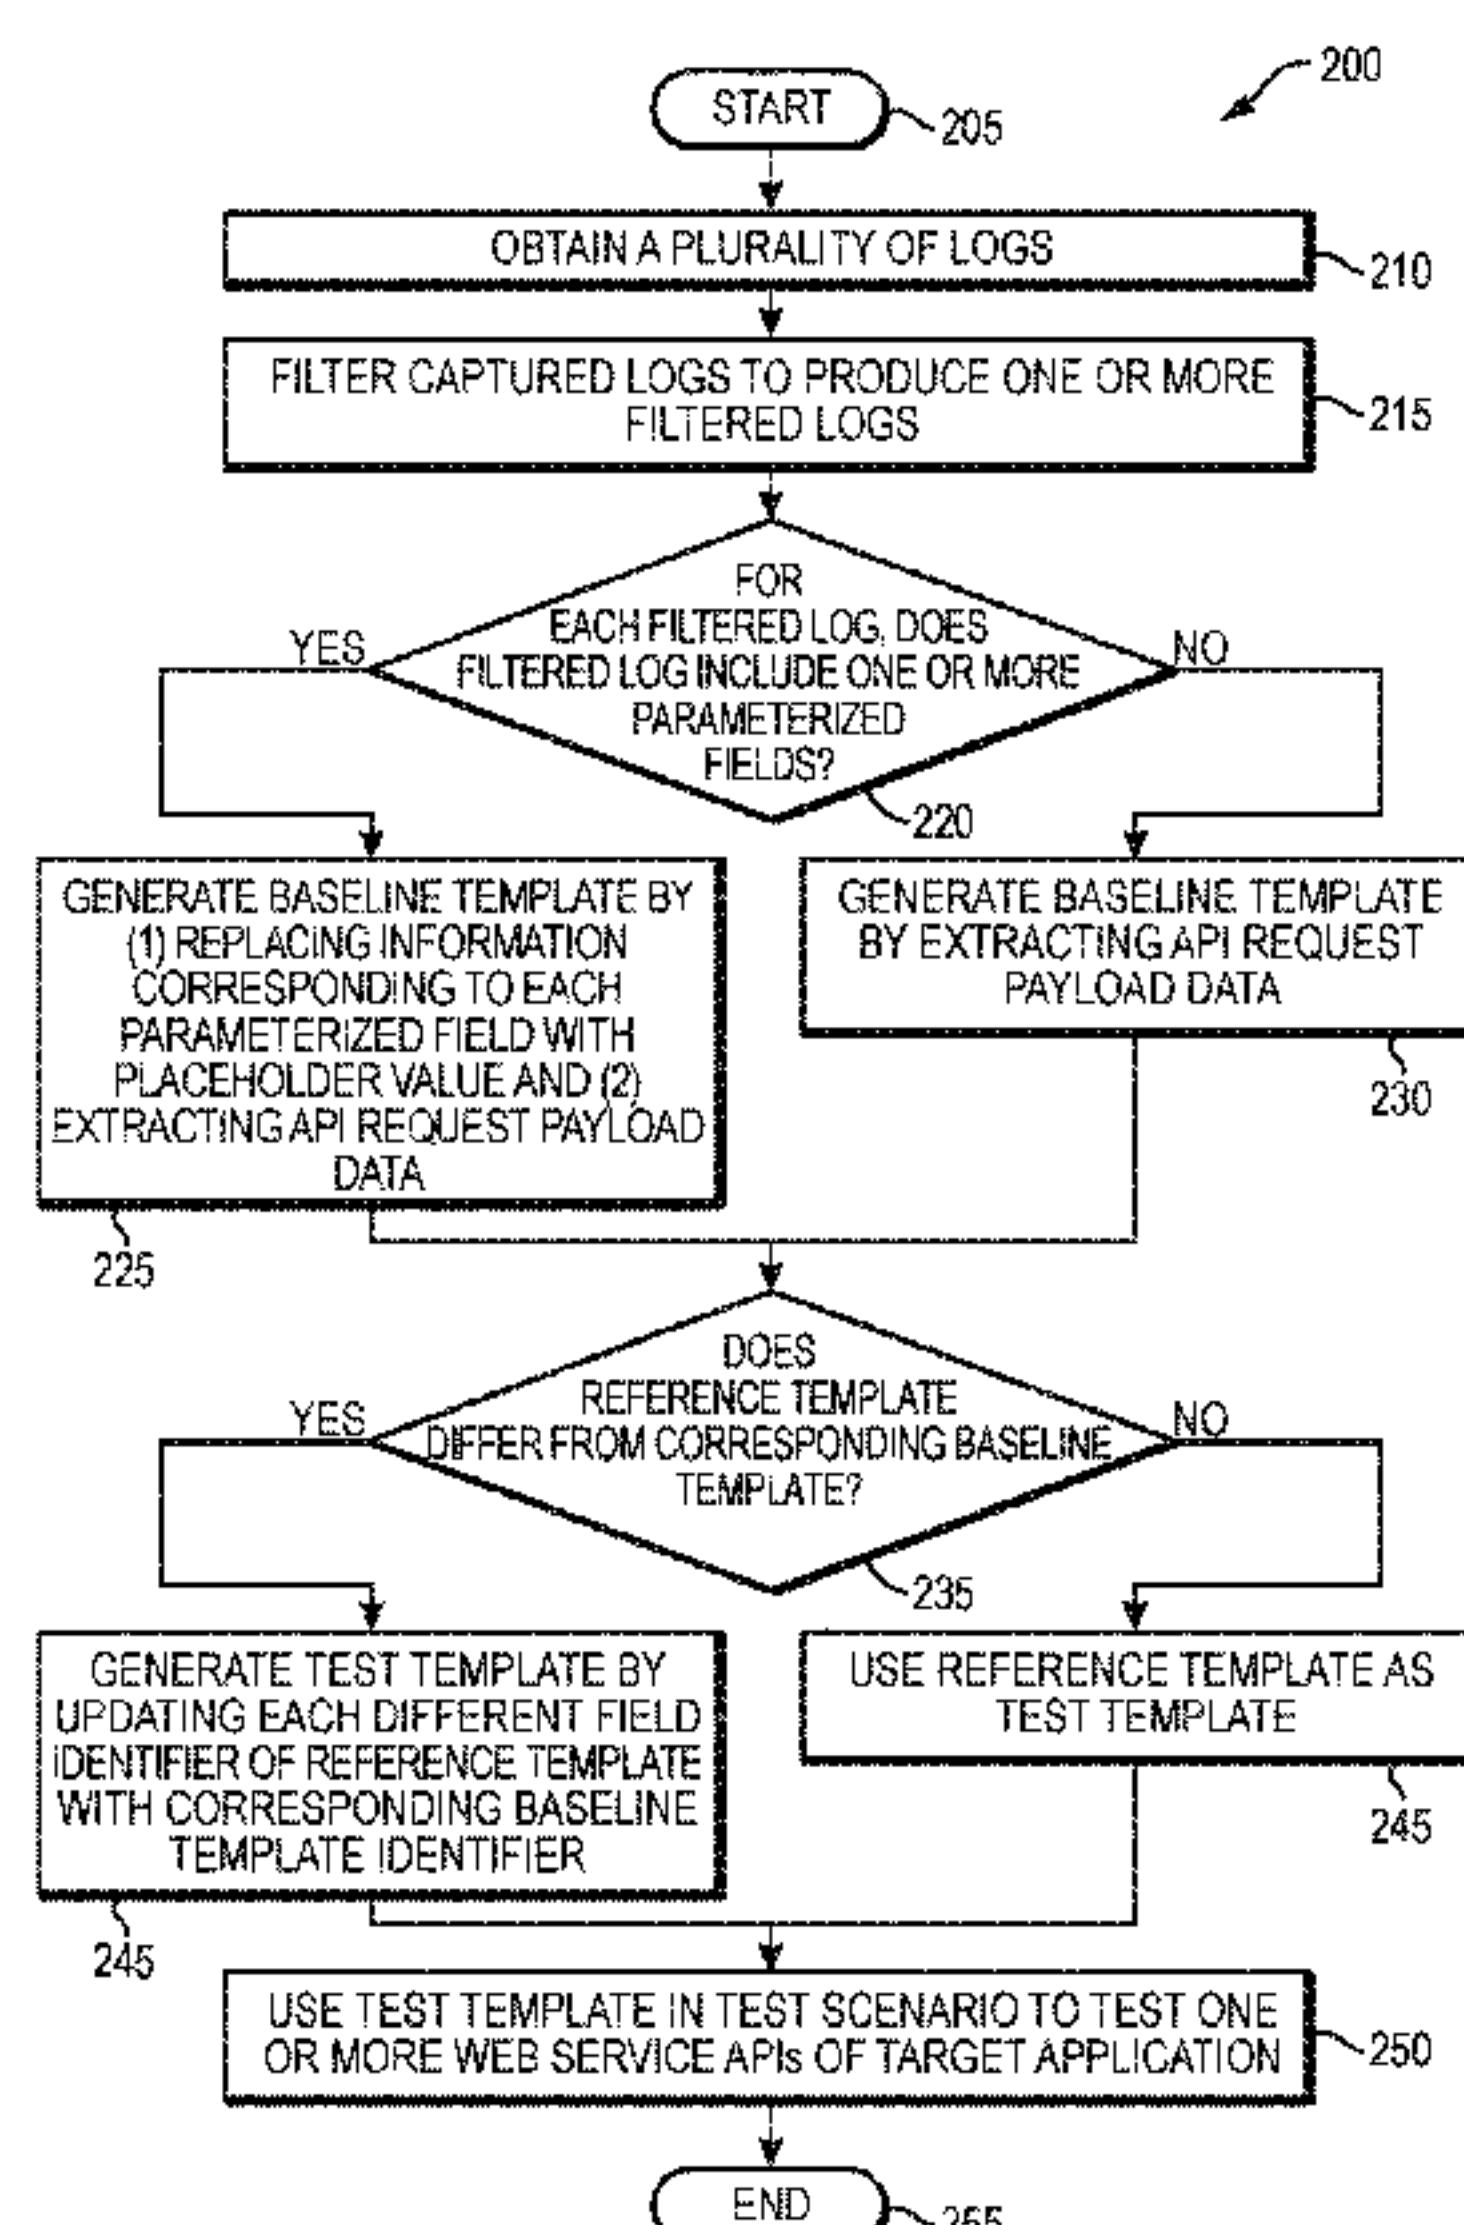 200
START
205
OBTAIN A PLURALITY OF LOGS
210
FILTER CAPTURED LOGS TO PRODUCE ONE OR MORE
FILTERED LOGS
215
FOR
EACH FILTERED LOG, DOES
FILTERED LOG INCLUDE ONE OR MORE
PARAMETERIZED
FIELDS?
YES
NO
220
GENERATE BASELINE TEMPLATE BY
(1) REPLACING INFORMATION
CORRESPONDING TO EACH
PARAMETERIZED FIELD WITH
PLACEHOLDER VALUE AND (2)
EXTRACTING API REQUEST PAYLOAD
DATA
225
GENERATE BASELINE TEMPLATE
BY EXTRACTING API REQUEST
PAYLOAD DATA
230
DOES
REFERENCE TEMPLATE
DIFFER FROM CORRESPONDING BASELINE
TEMPLATE?
YES
NO
235
GENERATE TEST TEMPLATE BY
UPDATING EACH DIFFERENT FIELD
IDENTIFIER OF REFERENCE TEMPLATE
WITH CORRESPONDING BASELINE
TEMPLATE IDENTIFIER
245
USE REFERENCE TEMPLATE AS
TEST TEMPLATE
245
USE TEST TEMPLATE IN TEST SCENARIO TO TEST ONE
OR MORE WEB SERVICE APIs OF TARGET APPLICATION
250
END